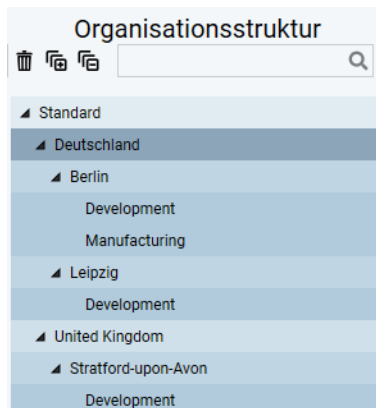 Organisationsstruktur
Standard
Deutschland
Berlin
Development
Manufacturing
Leipzig
Development
United Kingdom
Stratford-upon-Avon
Development